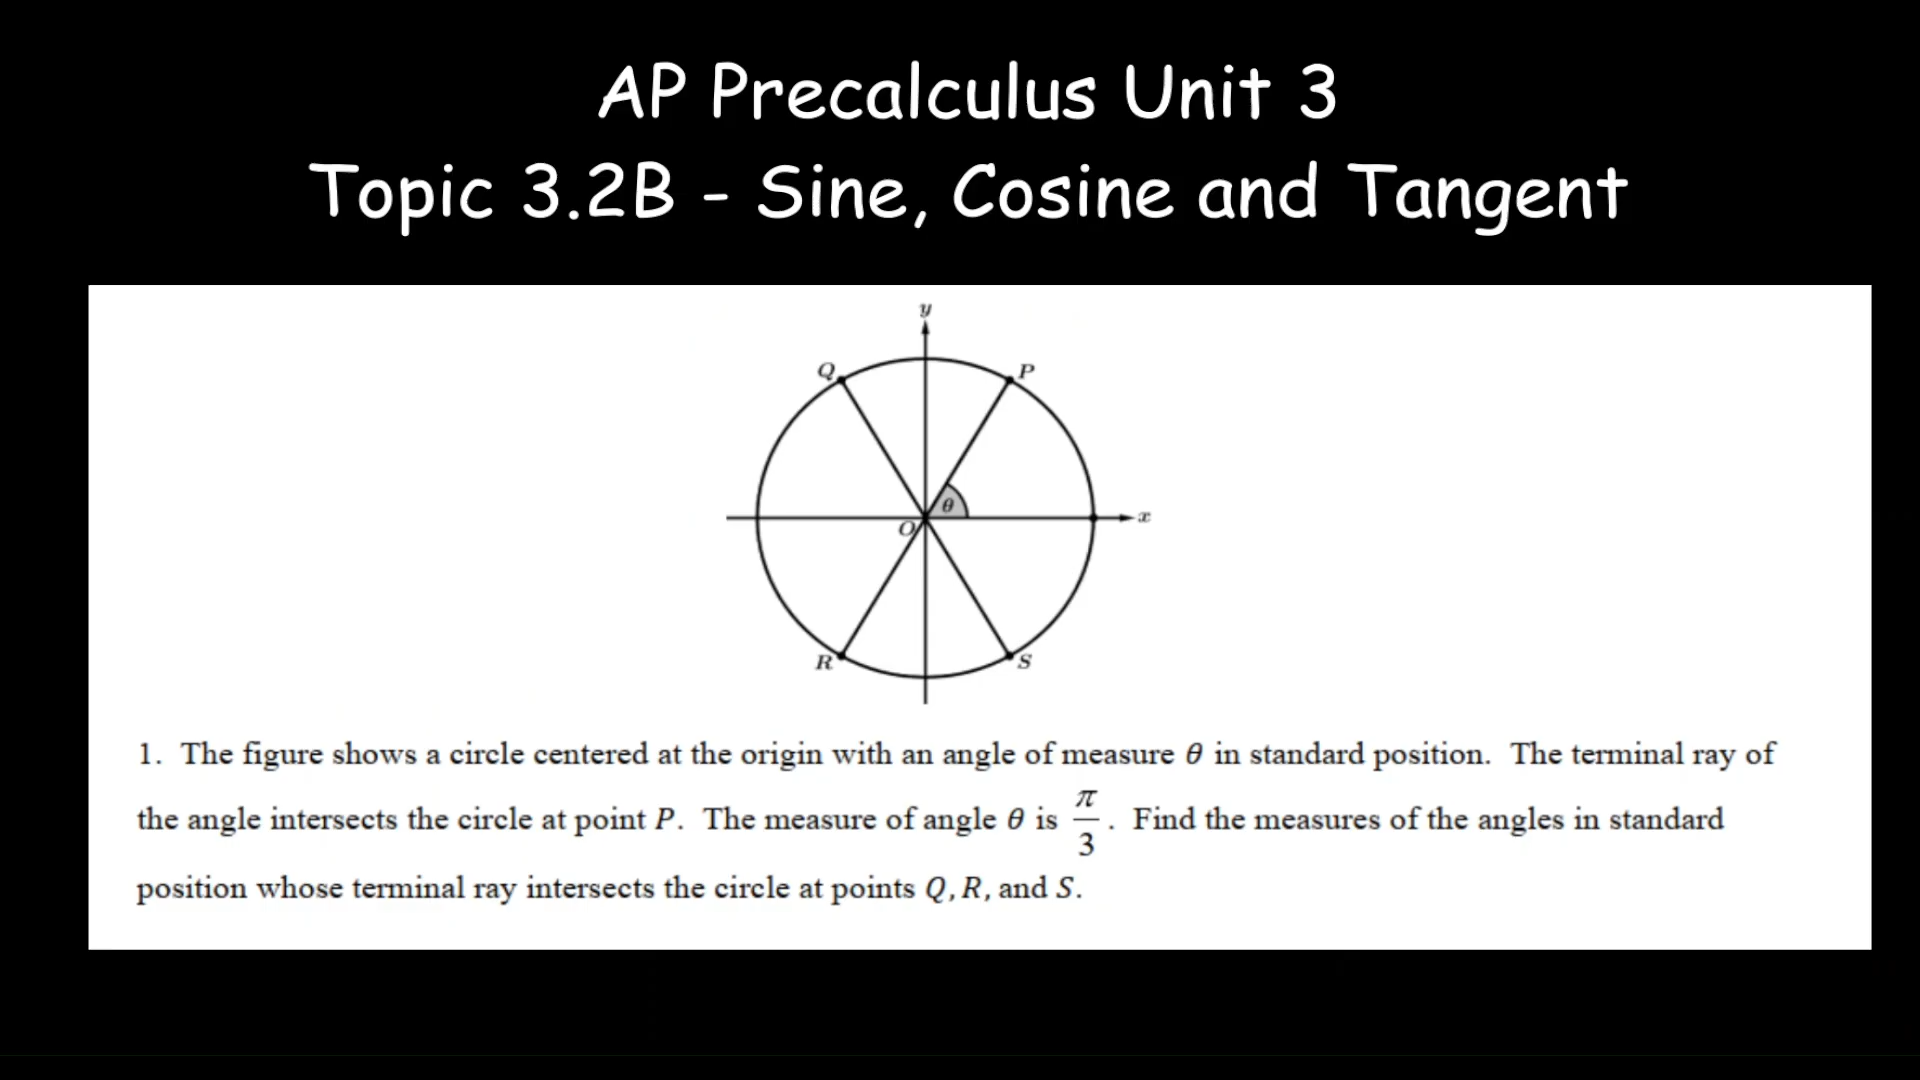 AP Precalculus Unit 3
Topic 3.2B - Sine, Cosine and Tangent
y
Q P
θ
O x
R S
1. The figure shows a circle centered at the origin with an angle of measure θ in standard position. The terminal ray of
the angle intersects the circle at point P. The measure of angle θ is π/3. Find the measures of the angles in standard
position whose terminal ray intersects the circle at points Q, R, and S.